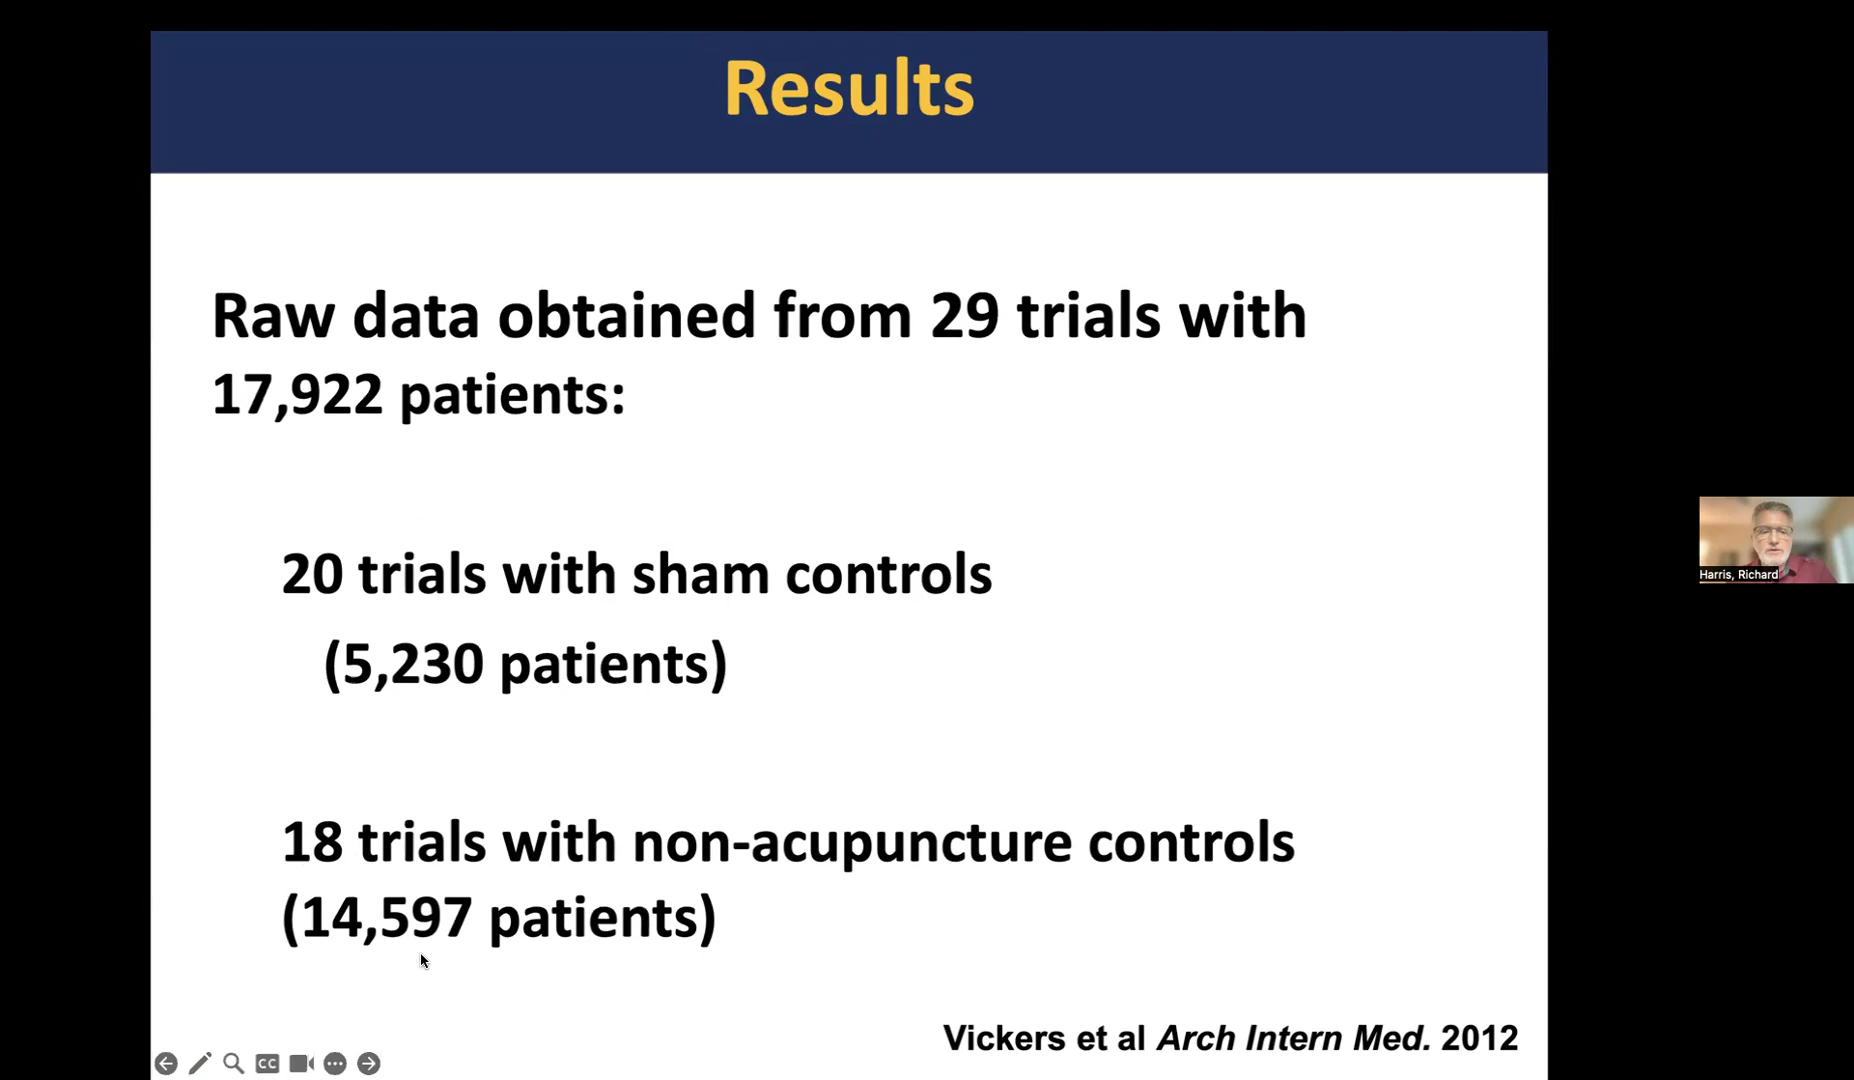 Results
Raw data obtained from 29 trials with
17,922 patients:
20 trials with sham controls
(5,230 patients)
18 trials with non-acupuncture controls
(14,597 patients)
Vickers et al Arch Intern Med. 2012
Harris, Richard
CC